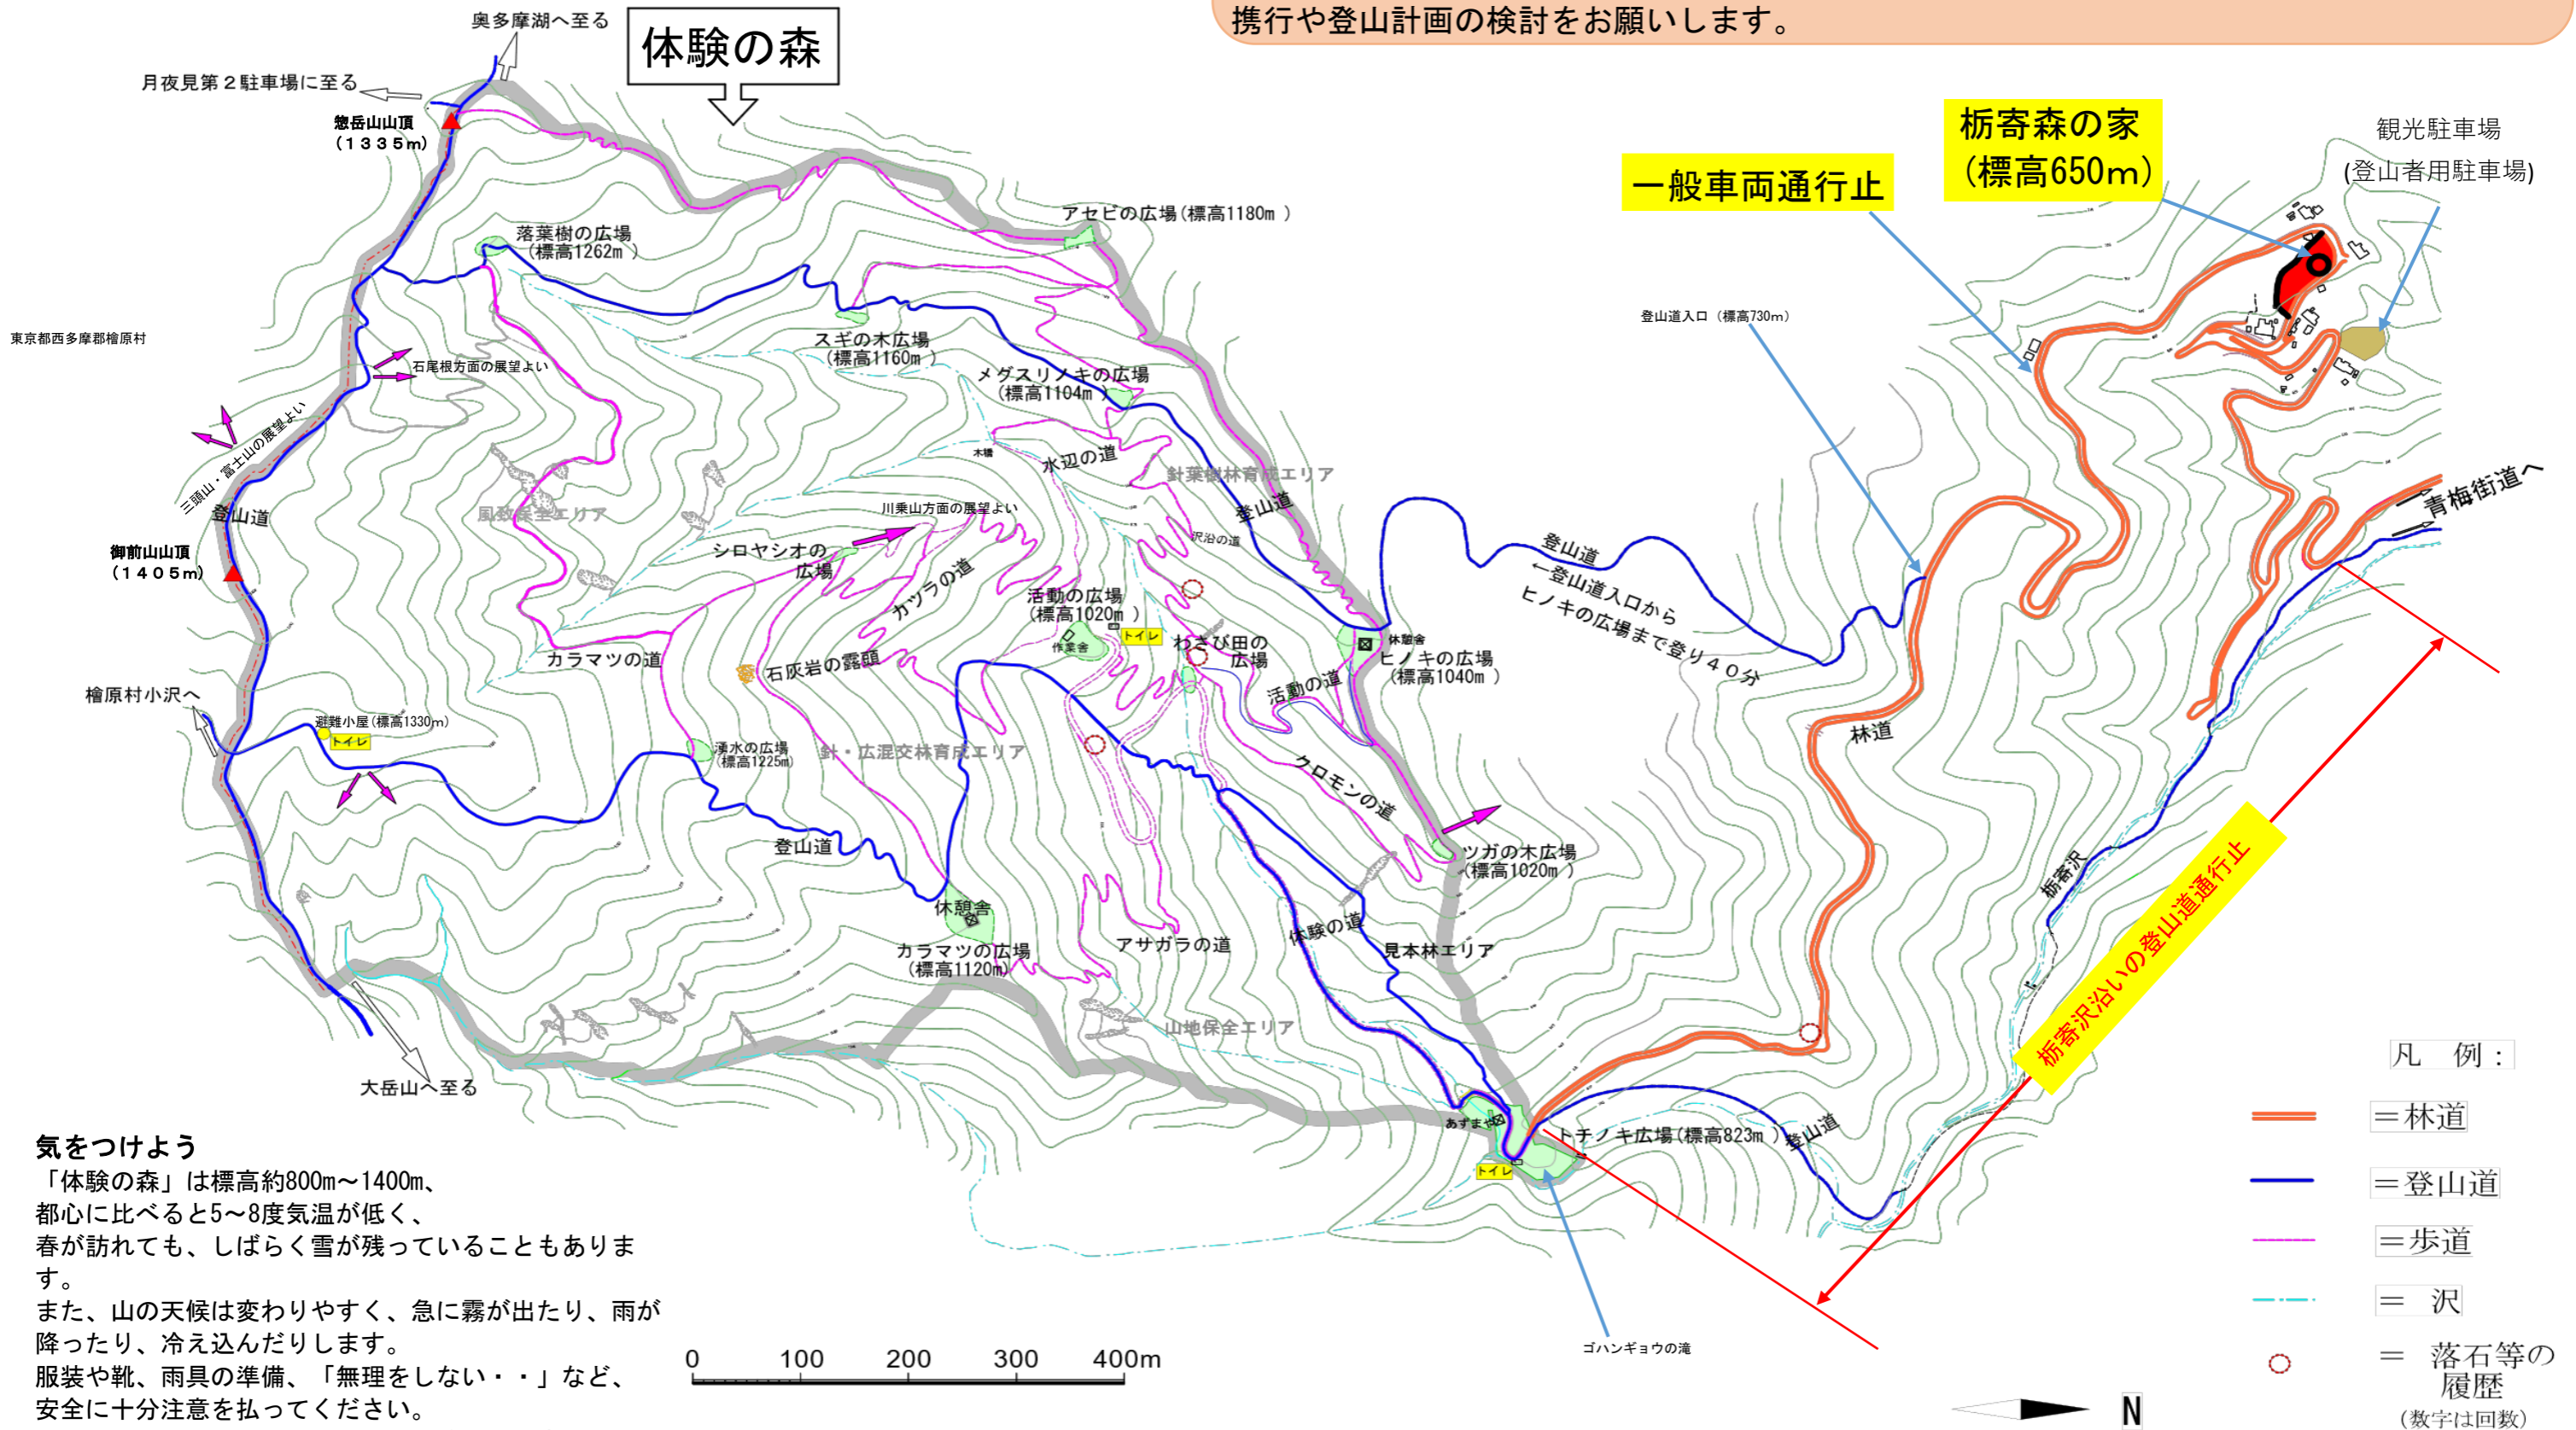 携行や登山計画の検討をお願いします。
奥多摩湖へ至る
体験の森
月夜見第2駐車場に至る
惣岳山山頂
(1335m)
栃寄森の家
(標高650m)
観光駐車場
(登山者用駐車場)
一般車両通行止
アセビの広場(標高1180m)
落葉樹の広場
(標高1262m)
登山道入口(標高730m)
東京都西多摩郡檜原村
スギの木広場
(標高1160m)
石尾根方面の展望よい
メグスリノキの広場
(標高1104m)
三頭山・富士山の展望よい
木橋
水辺の道
針葉樹林育成エリア
青梅街道へ
登山道
風致保全エリア
川乗山方面の展望よい
登山道
沢沿の道
登山道
御前山山頂
(1405m)
シロヤシオの
広場
カツラの道
←登山道入口から
ヒノキの広場まで登り40分
活動の広場
(標高1020m)
トイレ
作業舎
わさび田の
広場
休憩舎
ヒノキの広場
(標高1040m)
カラマツの道
石灰岩の露頭
活動の道
檜原村小沢へ
避難小屋(標高1330m)
トイレ
湧水の広場
(標高1225m)
針・広混交林育成エリア
林道
クロモンの道
登山道
ツガの木広場
(標高1020m)
栃寄沢
栃寄沢沿いの登山道通行止
休憩舎
カラマツの広場
(標高1120m)
アサガラの道
体験の道
見本林エリア
山地保全エリア
大岳山へ至る
あずまや
トチノキ広場(標高823m)
登山道
トイレ
ゴハンギョウの滝
気をつけよう
「体験の森」は標高約800m~1400m、
都心に比べると5~8度気温が低く、
春が訪れても、しばらく雪が残っていることもありま
す。
また、山の天候は変わりやすく、急に霧が出たり、雨が
降ったり、冷え込んだりします。
服装や靴、雨具の準備、「無理をしない・・」など、
安全に十分注意を払ってください。
0 100 200 300 400m
凡 例:
=林道
=登山道
=歩道
= 沢
= 落石等の
履歴
(数字は回数)
N